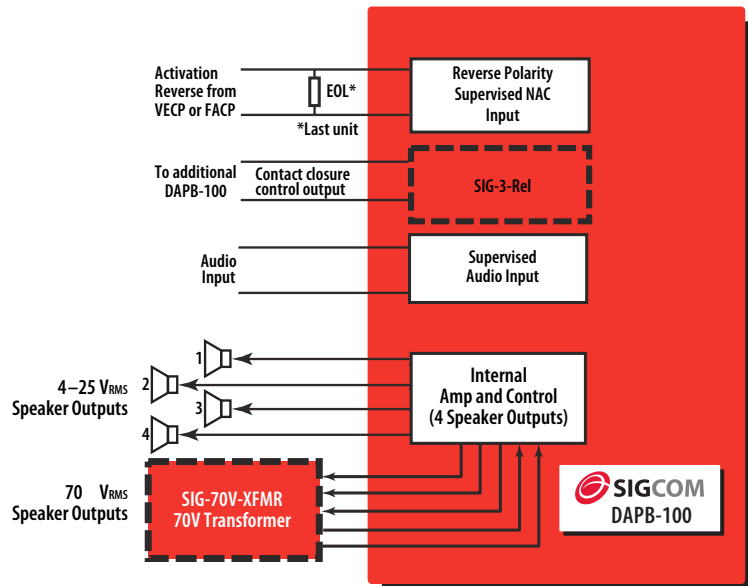 Activation
Reverse from
VECP or FACP
EOL*
*Last unit
Reverse Polarity
Supervised NAC
Input
To additional
DAPB-100
Contact closure
control output
SIG-3-Rel
Audio
Input
Supervised
Audio Input
4–25 VRMS
Speaker Outputs
1
2
3
4
Internal
Amp and Control
(4 Speaker Outputs)
70 VRMS
Speaker Outputs
SIG-70V-XFMR
70V Transformer
SIGCOM
DAPB-100